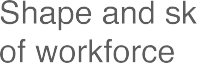 Shape and sk
of workforce